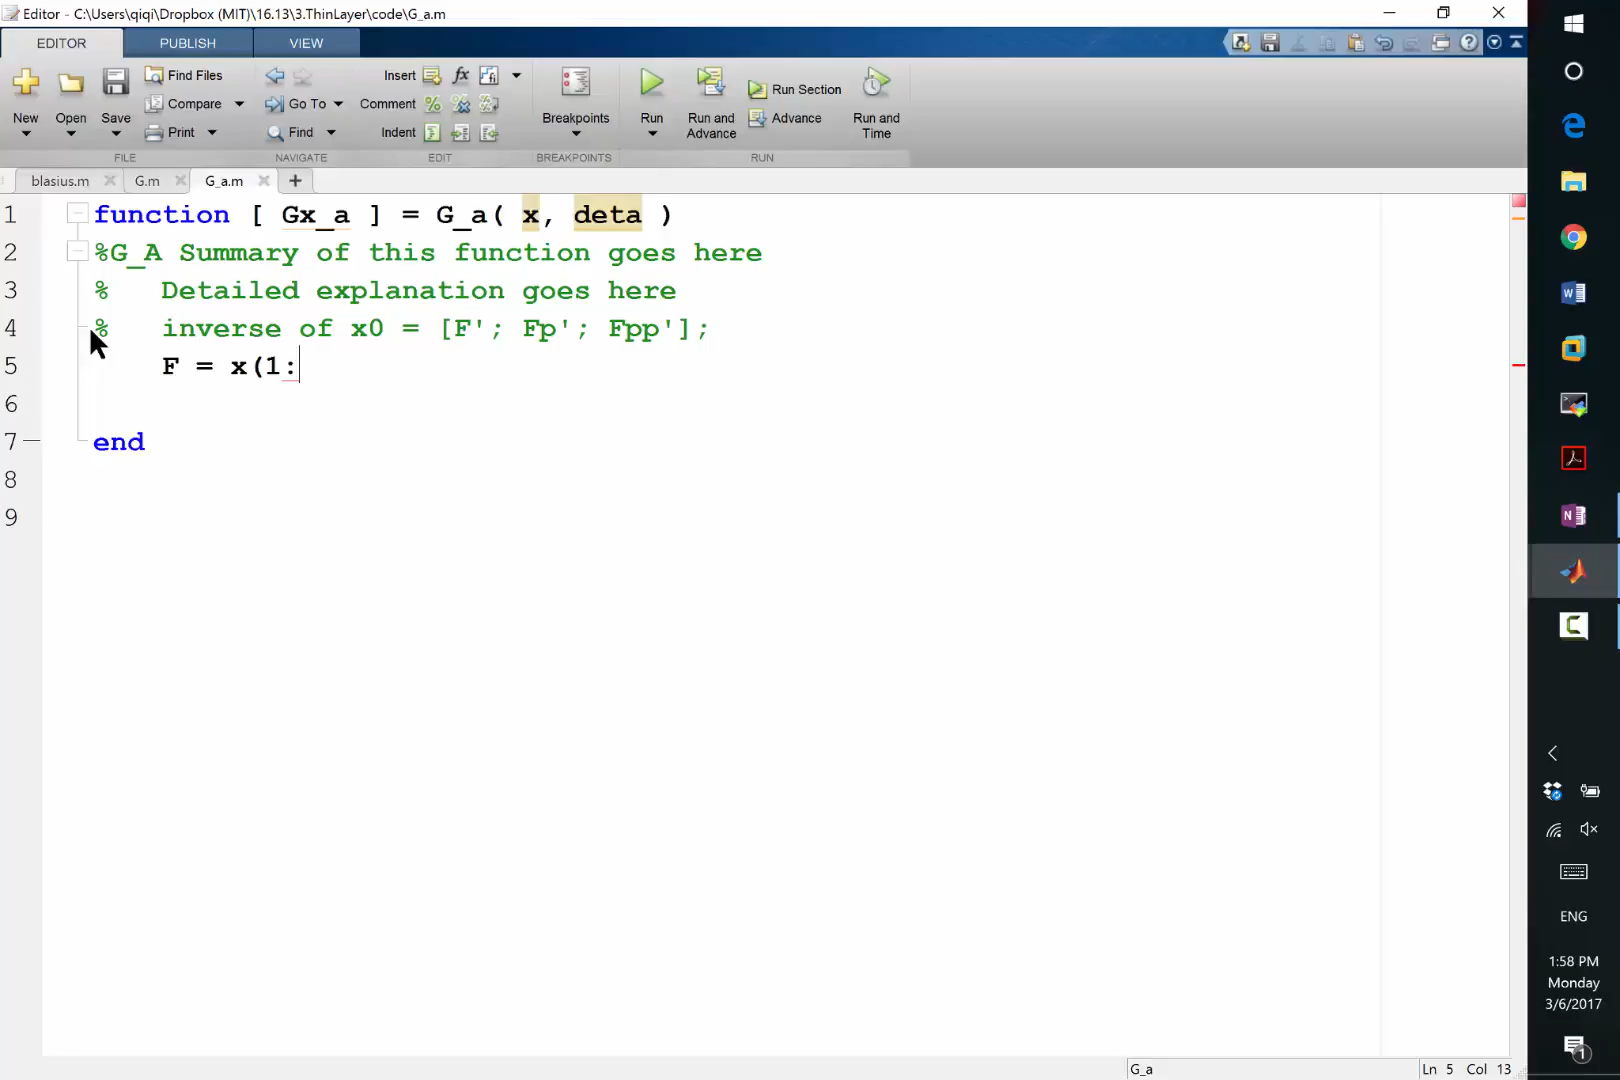 Editor - C:\Users\qiqi\Dropbox (MIT)\16.13\3.ThinLayer\code\G_a.m
EDITOR PUBLISH VIEW
New Open Save
Find Files
Compare
Print
FILE
Go To
Find
NAVIGATE
Insert fx
Comment
Indent
EDIT
Breakpoints
BREAKPOINTS
Run
Run and Advance
Run Section
Advance
Run and Time
RUN
blasius.m G.m G_a.m +
1 function [ Gx_a ] = G_a( x, deta )
2 %G_A Summary of this function goes here
3 % Detailed explanation goes here
4 % inverse of x0 = [F'; Fp'; Fpp'];
5 F = x(1:
6
7 end
8
9
G_a
Ln 5 Col 13
ENG
1:58 PM
Monday
3/6/2017
1